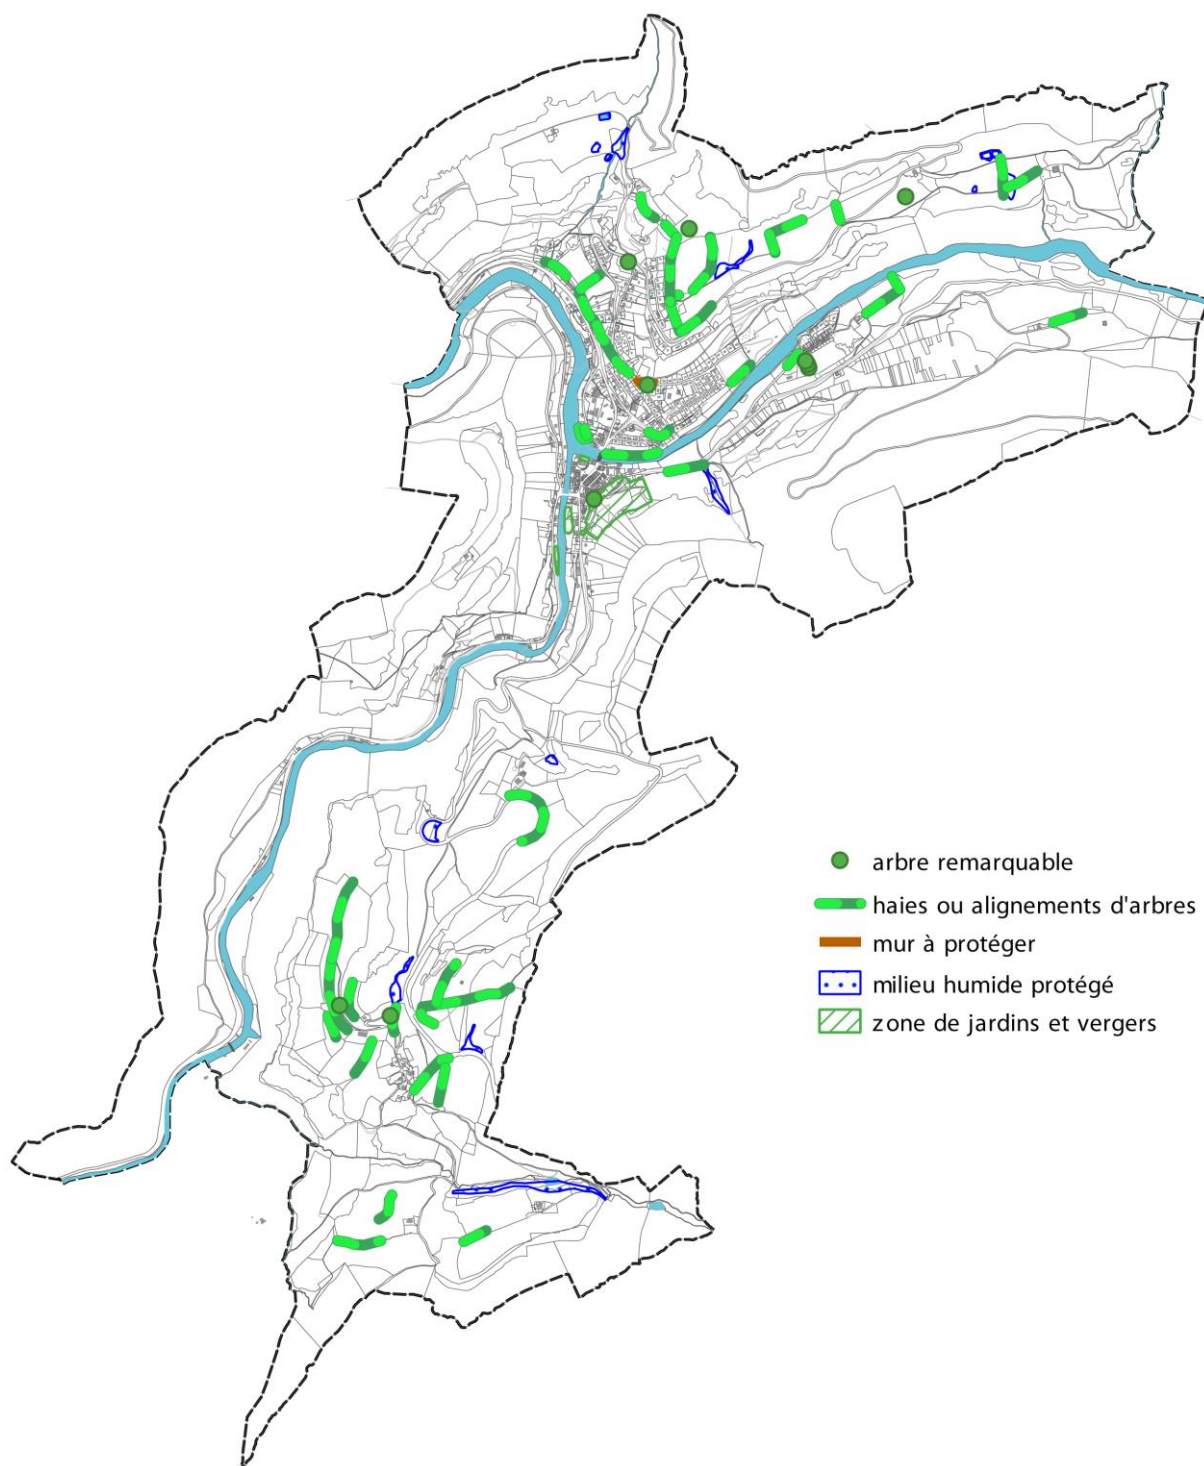 arbre remarquable
haies ou alignements d'arbres
mur à protéger
milieu humide protégé
zone de jardins et vergers